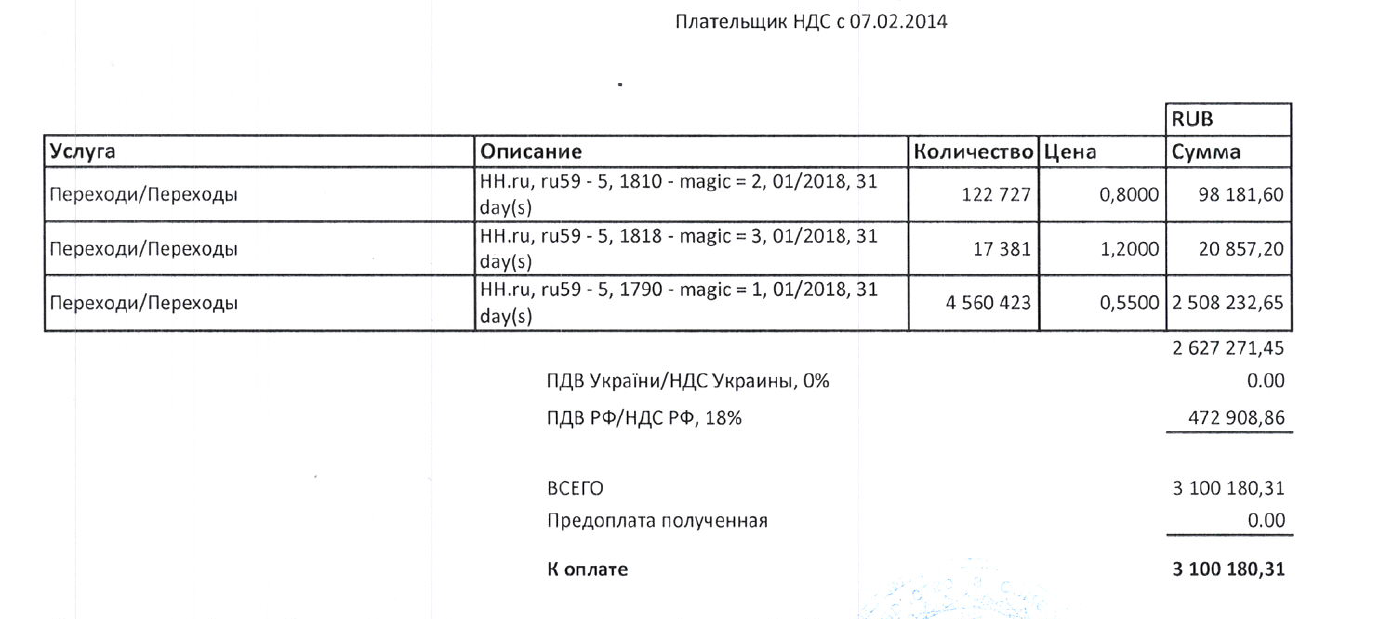 Плательщик НДС с 07.02.2014
RUB
Услуга Описание Количество Цена Сумма
Переходи/Переходы HH.ru, ru59 - 5, 1810 - magic = 2, 01/2018, 31 day(s) 122 727 0,8000 98 181,60
Переходи/Переходы HH.ru, ru59 - 5, 1818 - magic = 3, 01/2018, 31 day(s) 17 381 1,2000 20 857,20
Переходи/Переходы HH.ru, ru59 - 5, 1790 - magic = 1, 01/2018, 31 day(s) 4 560 423 0,5500 2 508 232,65
2 627 271,45
ПДВ України/НДС Украины, 0% 0.00
ПДВ РФ/НДС РФ, 18% 472 908,86
ВСЕГО 3 100 180,31
Предоплата полученная 0.00
К оплате 3 100 180,31